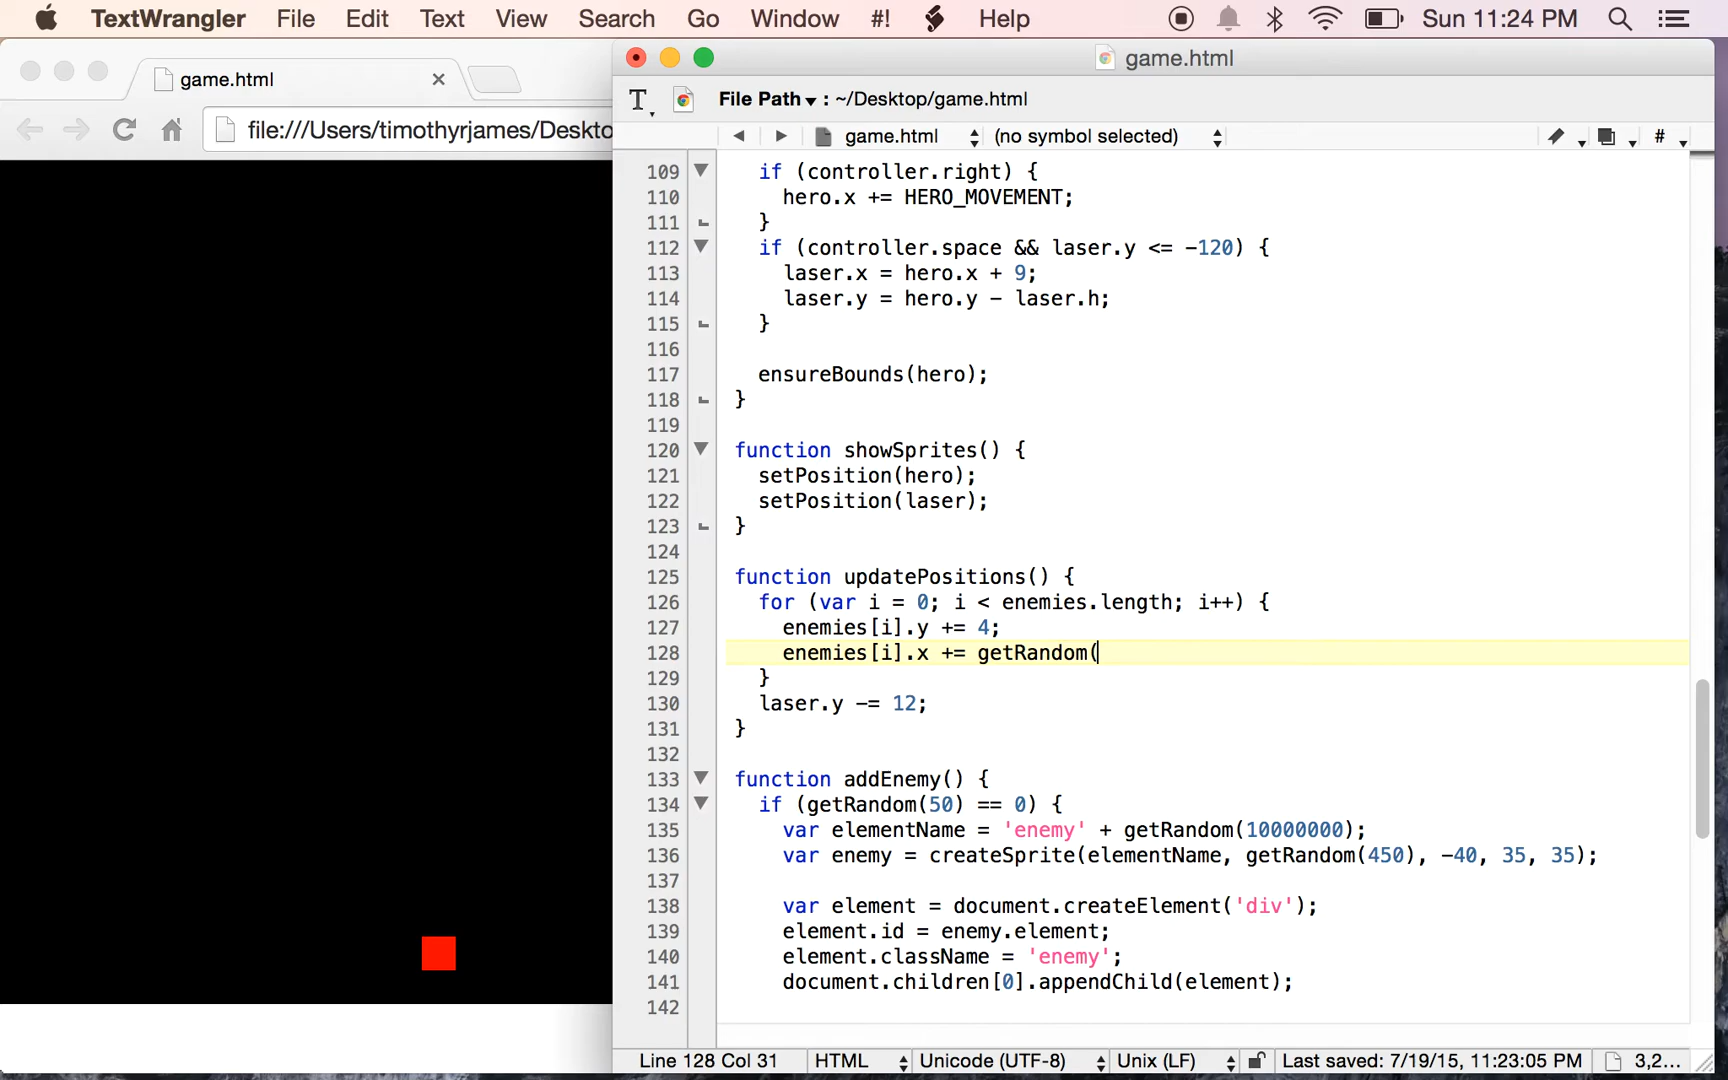 TextWrangler File Edit Text View Search Go Window #! Help Sun 11:24 PM
game.html
game.html
File Path : ~/Desktop/game.html
file:///Users/timothyrjames/Deskto
game.html (no symbol selected) #
109 if (controller.right) {
110 hero.x += HERO_MOVEMENT;
111 }
112 if (controller.space && laser.y <= -120) {
113 laser.x = hero.x + 9;
114 laser.y = hero.y - laser.h;
115 }
116
117 ensureBounds(hero);
118 }
119
120 function showSprites() {
121 setPosition(hero);
122 setPosition(laser);
123 }
124
125 function updatePositions() {
126 for (var i = 0; i < enemies.length; i++) {
127 enemies[i].y += 4;
128 enemies[i].x += getRandom(
129 }
130 laser.y -= 12;
131 }
132
133 function addEnemy() {
134 if (getRandom(50) == 0) {
135 var elementName = 'enemy' + getRandom(10000000);
136 var enemy = createSprite(elementName, getRandom(450), -40, 35, 35);
137
138 var element = document.createElement('div');
139 element.id = enemy.element;
140 element.className = 'enemy';
141 document.children[0].appendChild(element);
142
Line 128 Col 31 HTML Unicode (UTF-8) Unix (LF) Last saved: 7/19/15, 11:23:05 PM 3,2...